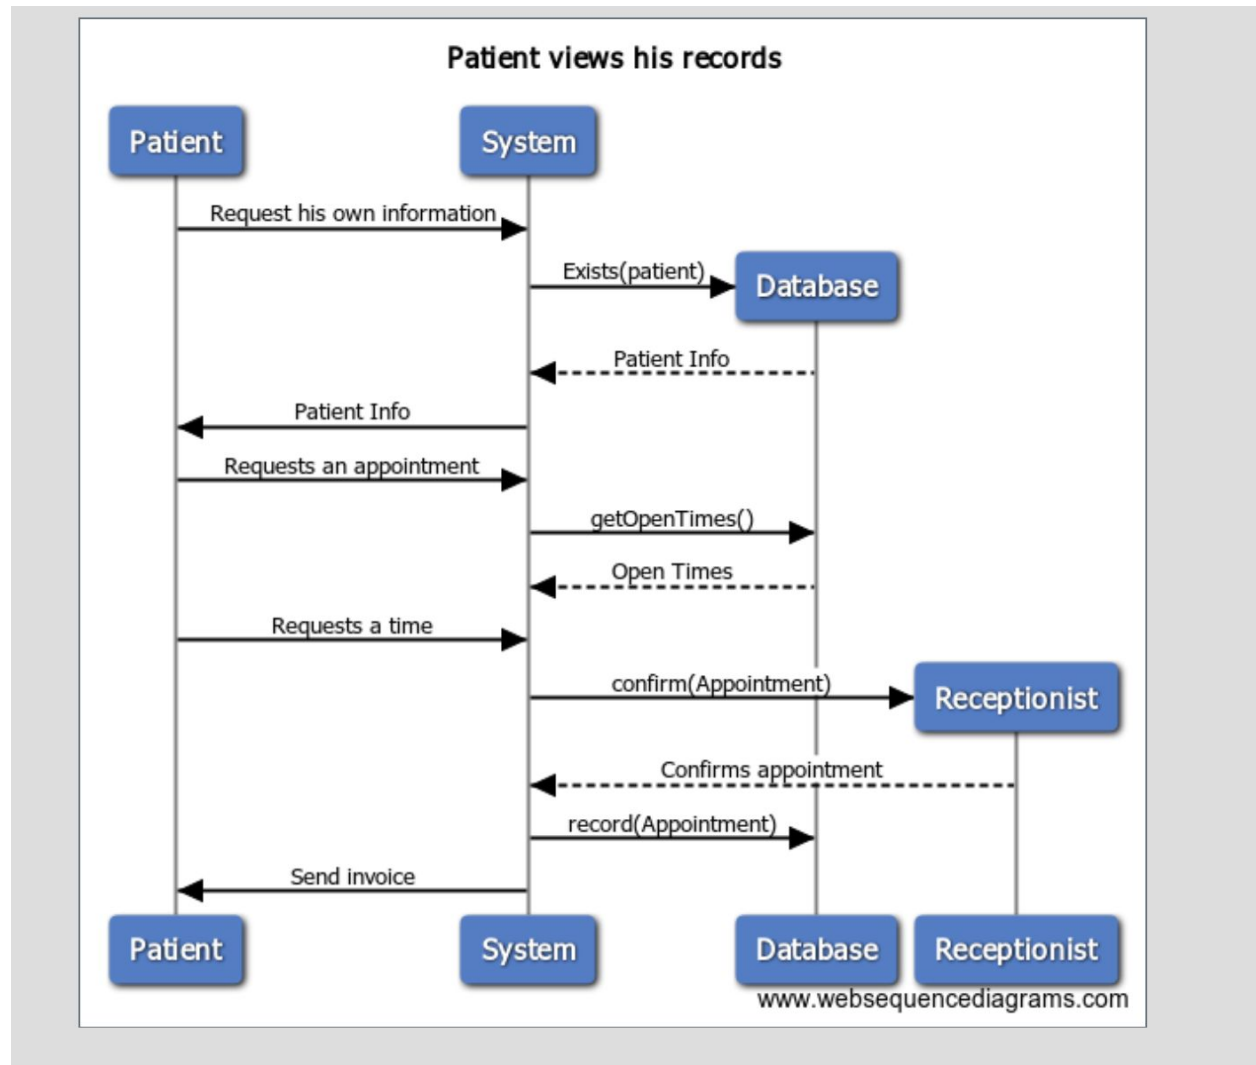 Patient views his records
Patient
System
Request his own information
Exists(patient)
Database
Patient Info
Patient Info
Requests an appointment
getOpenTimes()
Open Times
Requests a time
confirm(Appointment)
Receptionist
Confirms appointment
record(Appointment)
Send invoice
Patient
System
Database
Receptionist
www.websequencediagrams.com